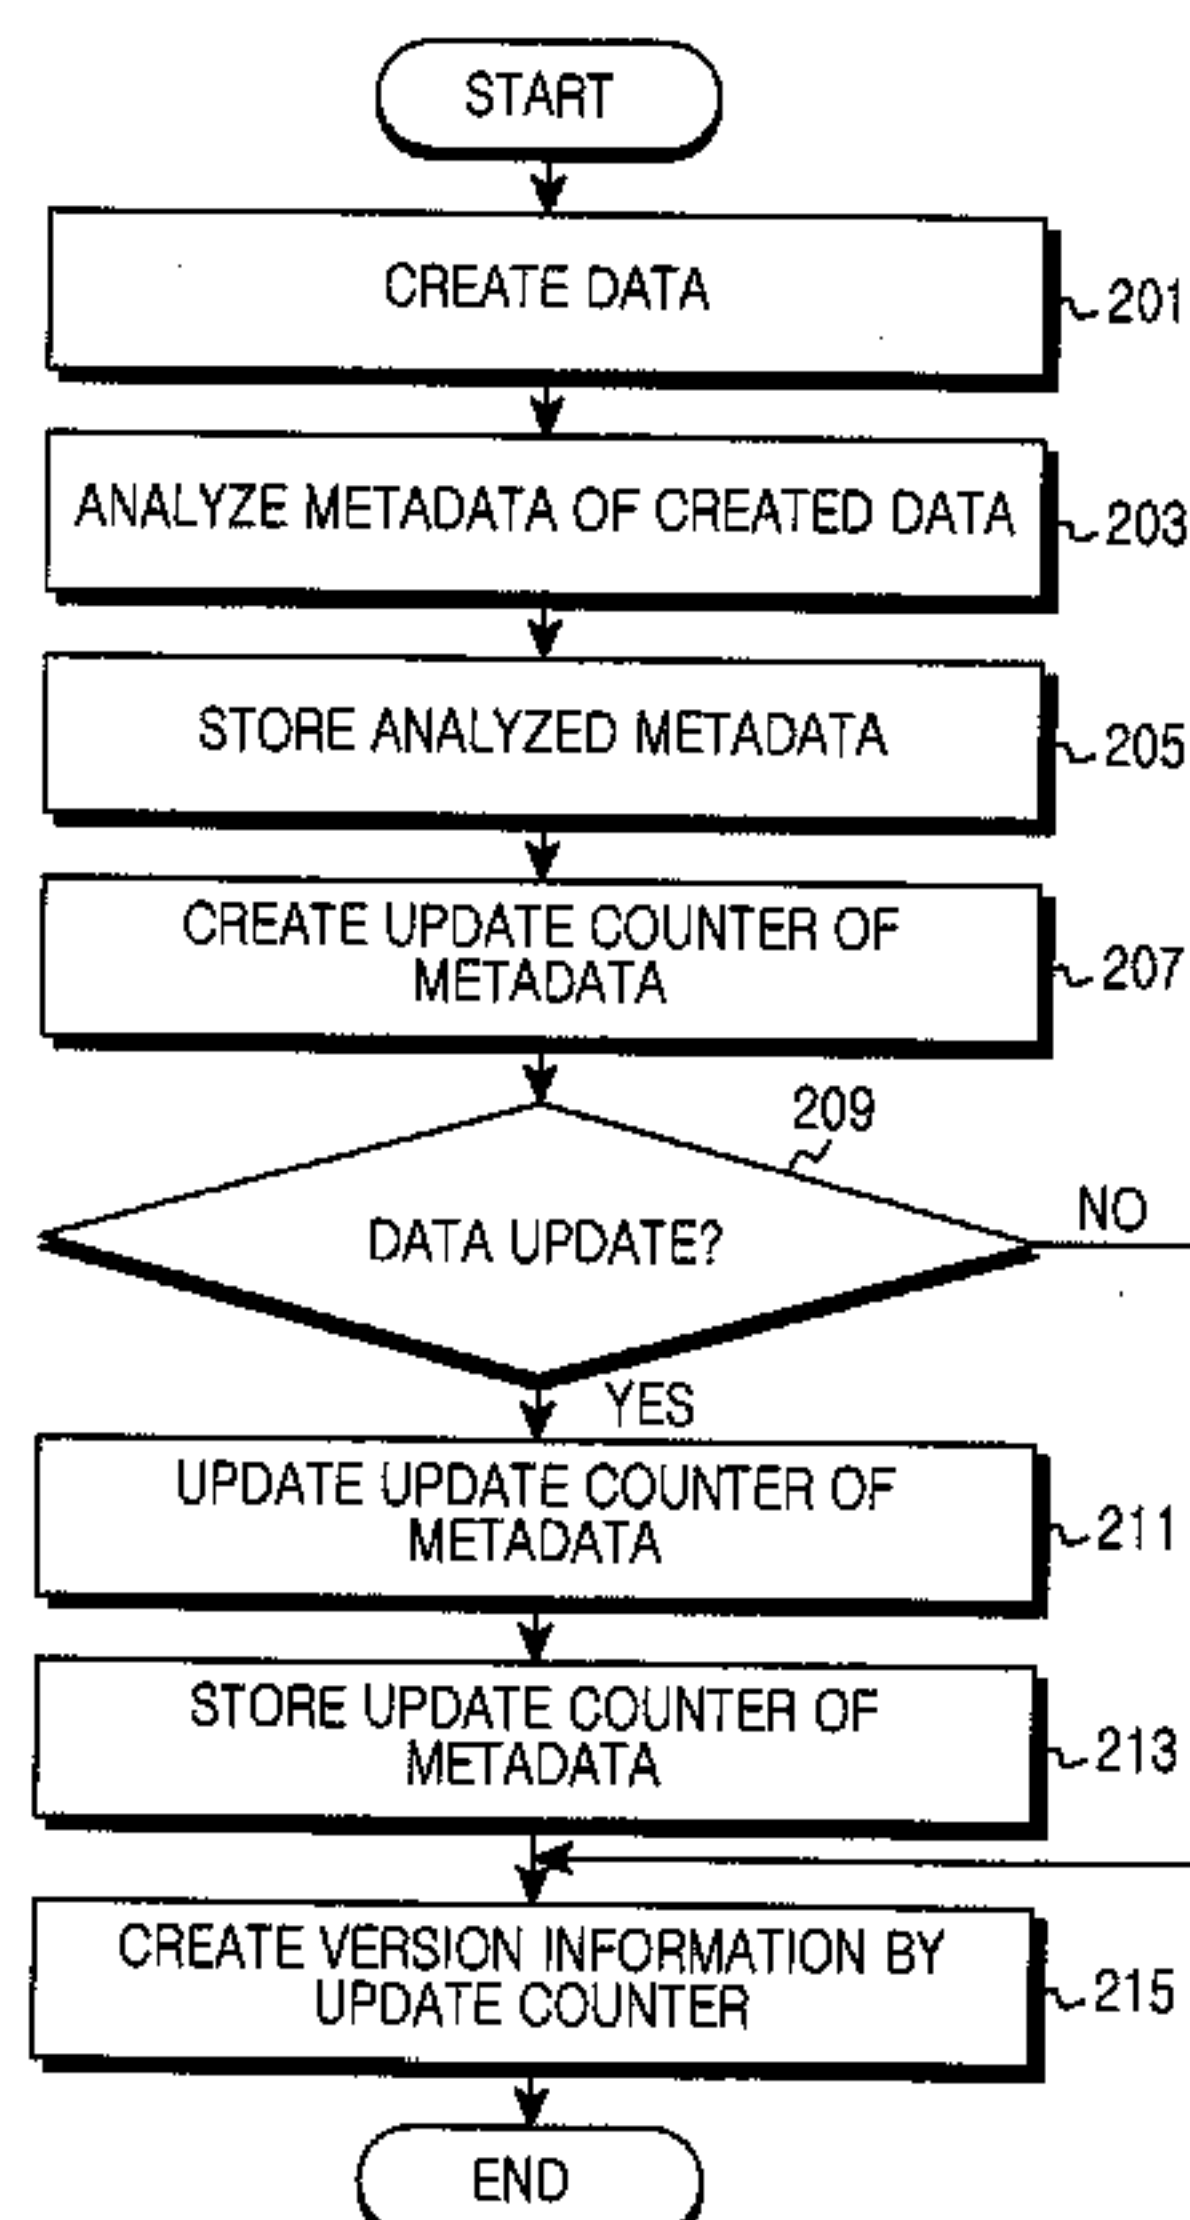 START
CREATE DATA
201
ANALYZE METADATA OF CREATED DATA
203
STORE ANALYZED METADATA
205
CREATE UPDATE COUNTER OF
METADATA
207
209
DATA UPDATE?
NO
YES
UPDATE UPDATE COUNTER OF
METADATA
211
STORE UPDATE COUNTER OF
METADATA
213
CREATE VERSION INFORMATION BY
UPDATE COUNTER
215
END